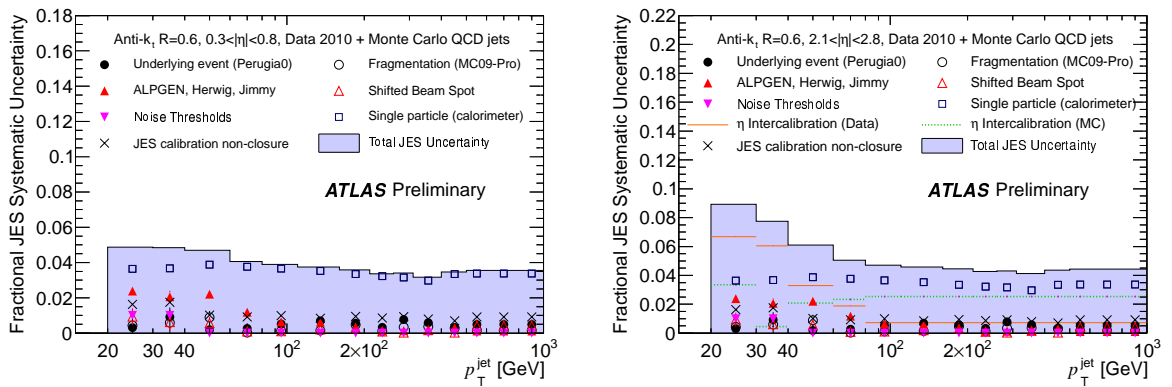 Fractional JES Systematic Uncertainty
0.18
0.16
0.14
0.12
0.1
0.08
0.06
0.04
0.02
0
Anti-k_t R=0.6, 0.3<|η|<0.8, Data 2010 + Monte Carlo QCD jets
Underlying event (Perugia0)
Fragmentation (MC09-Pro)
ALPGEN, Herwig, Jimmy
Shifted Beam Spot
Noise Thresholds
Single particle (calorimeter)
JES calibration non-closure
Total JES Uncertainty
ATLAS Preliminary
20 30 40 10² 2×10² 10³
p_T^jet [GeV]
Fractional JES Systematic Uncertainty
0.22
0.2
0.18
0.16
0.14
0.12
0.1
0.08
0.06
0.04
0.02
0
Anti-k_t R=0.6, 2.1<|η|<2.8, Data 2010 + Monte Carlo QCD jets
Underlying event (Perugia0)
Fragmentation (MC09-Pro)
ALPGEN, Herwig, Jimmy
Shifted Beam Spot
Noise Thresholds
Single particle (calorimeter)
η Intercalibration (Data)
η Intercalibration (MC)
JES calibration non-closure
Total JES Uncertainty
ATLAS Preliminary
20 30 40 10² 2×10² 10³
p_T^jet [GeV]